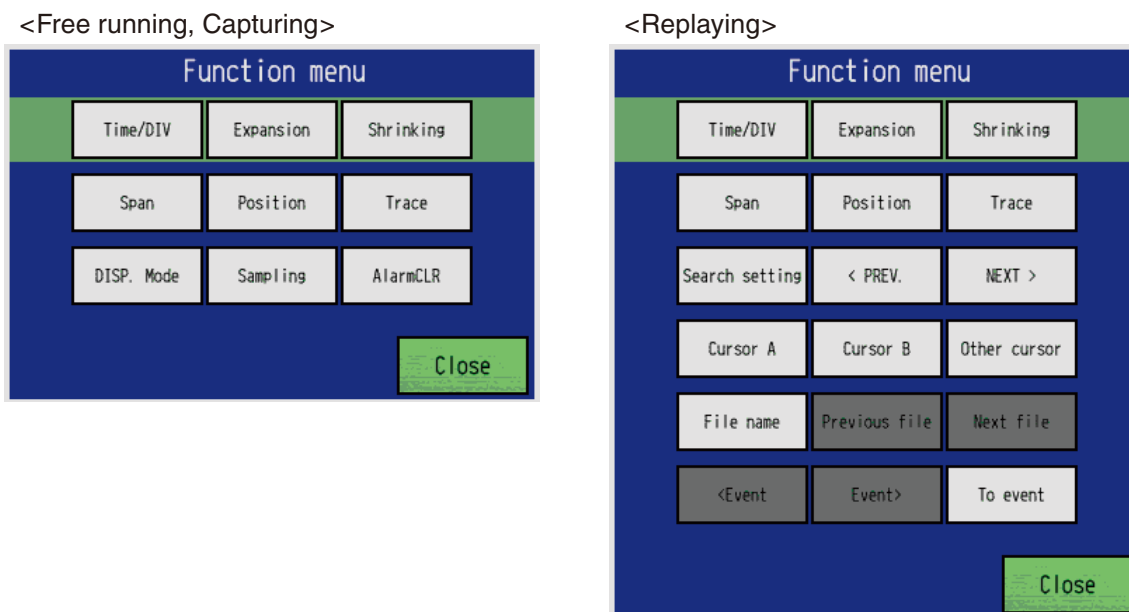 <Free running, Capturing>
Function menu
Time/DIV Expansion Shrinking
Span Position Trace
DISP. Mode Sampling AlarmCLR
Close
<Replaying>
Function menu
Time/DIV Expansion Shrinking
Span Position Trace
Search setting < PREV. NEXT >
Cursor A Cursor B Other cursor
File name Previous file Next file
<Event Event> To event
Close